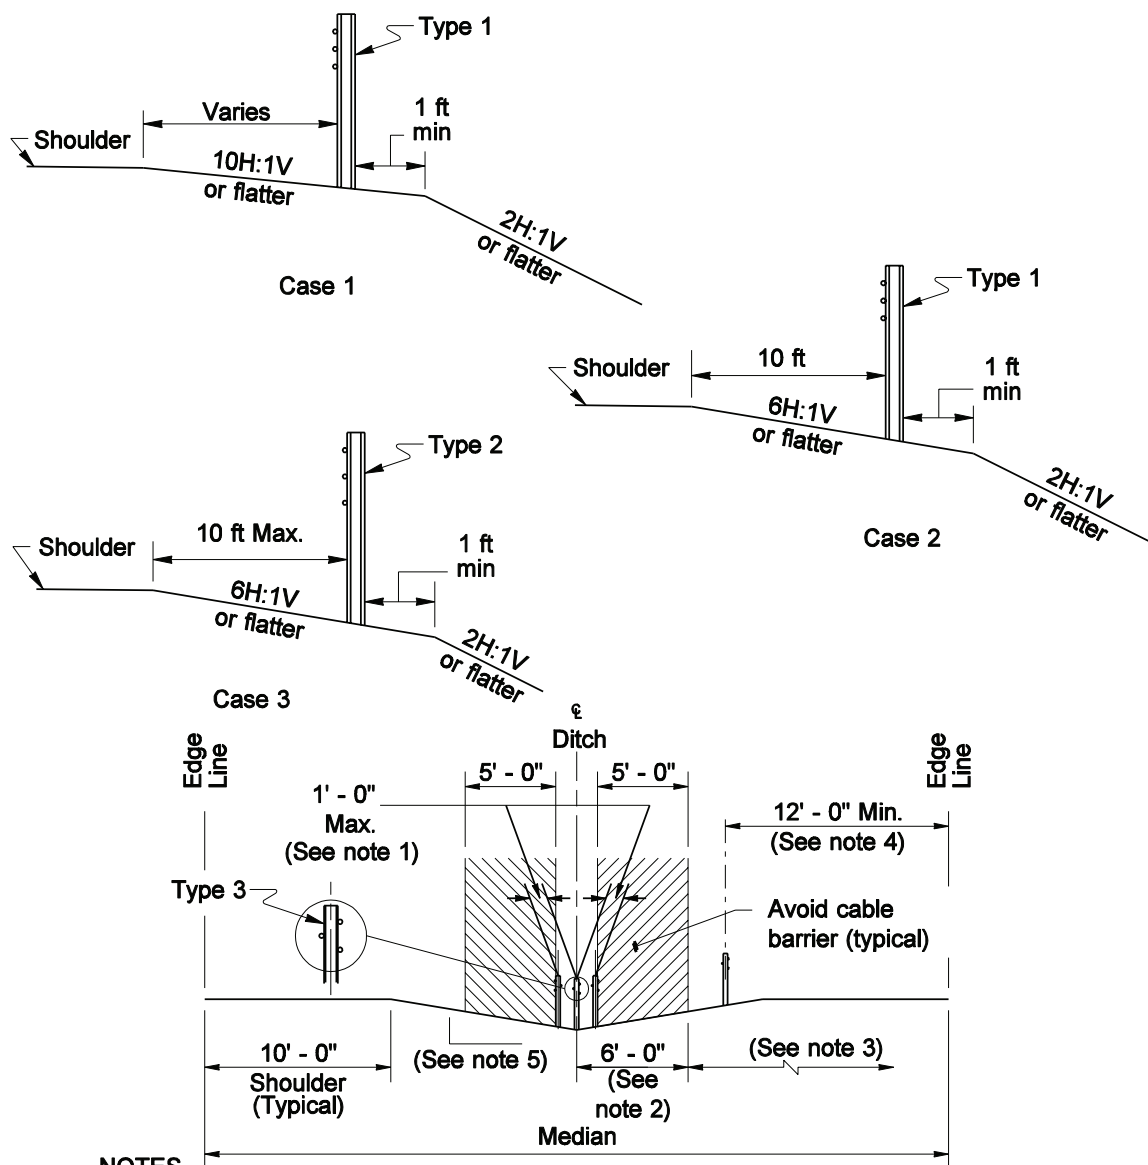 Type 1
Varies
1 ft
min
Shoulder
10H:1V
or flatter
2H:1V
or flatter
Case 1
Type 1
10 ft
1 ft
min
Shoulder
6H:1V
or flatter
2H:1V
or flatter
Case 2
Type 2
10 ft Max.
1 ft
min
Shoulder
6H:1V
or flatter
2H:1V
or flatter
Case 3
℄
Ditch
Edge
Line
Edge
Line
5' - 0"
5' - 0"
1' - 0"
Max.
(See note 1)
12' - 0" Min.
(See note 4)
Type 3
Avoid cable
barrier (typical)
10' - 0"
Shoulder
(Typical)
(See note 5)
6' - 0"
(See
note 2)
(See note 3)
Median
NOTES